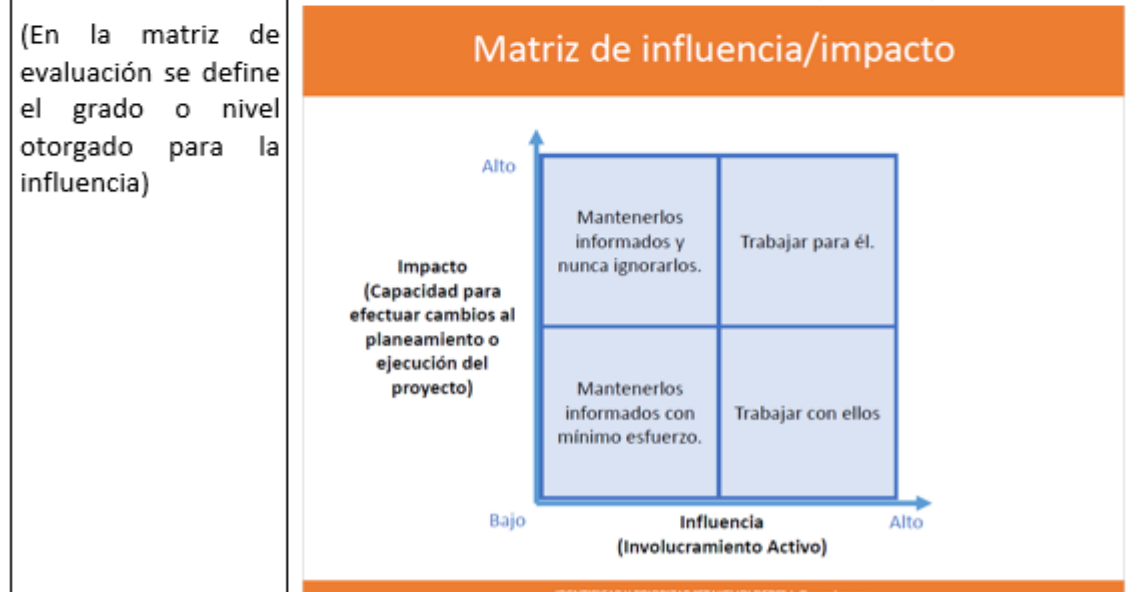 (En la matriz de
evaluación se define
el grado o nivel
otorgado para la
influencia)
Matriz de influencia/impacto
Alto
Mantenerlos
informados y
nunca ignorarlos.
Trabajar para él.
Impacto
(Capacidad para
efectuar cambios al
planeamiento o
ejecución del
proyecto)
Mantenerlos
informados con
mínimo esfuerzo.
Trabajar con ellos
Bajo
Influencia
(Involucramiento Activo)
Alto